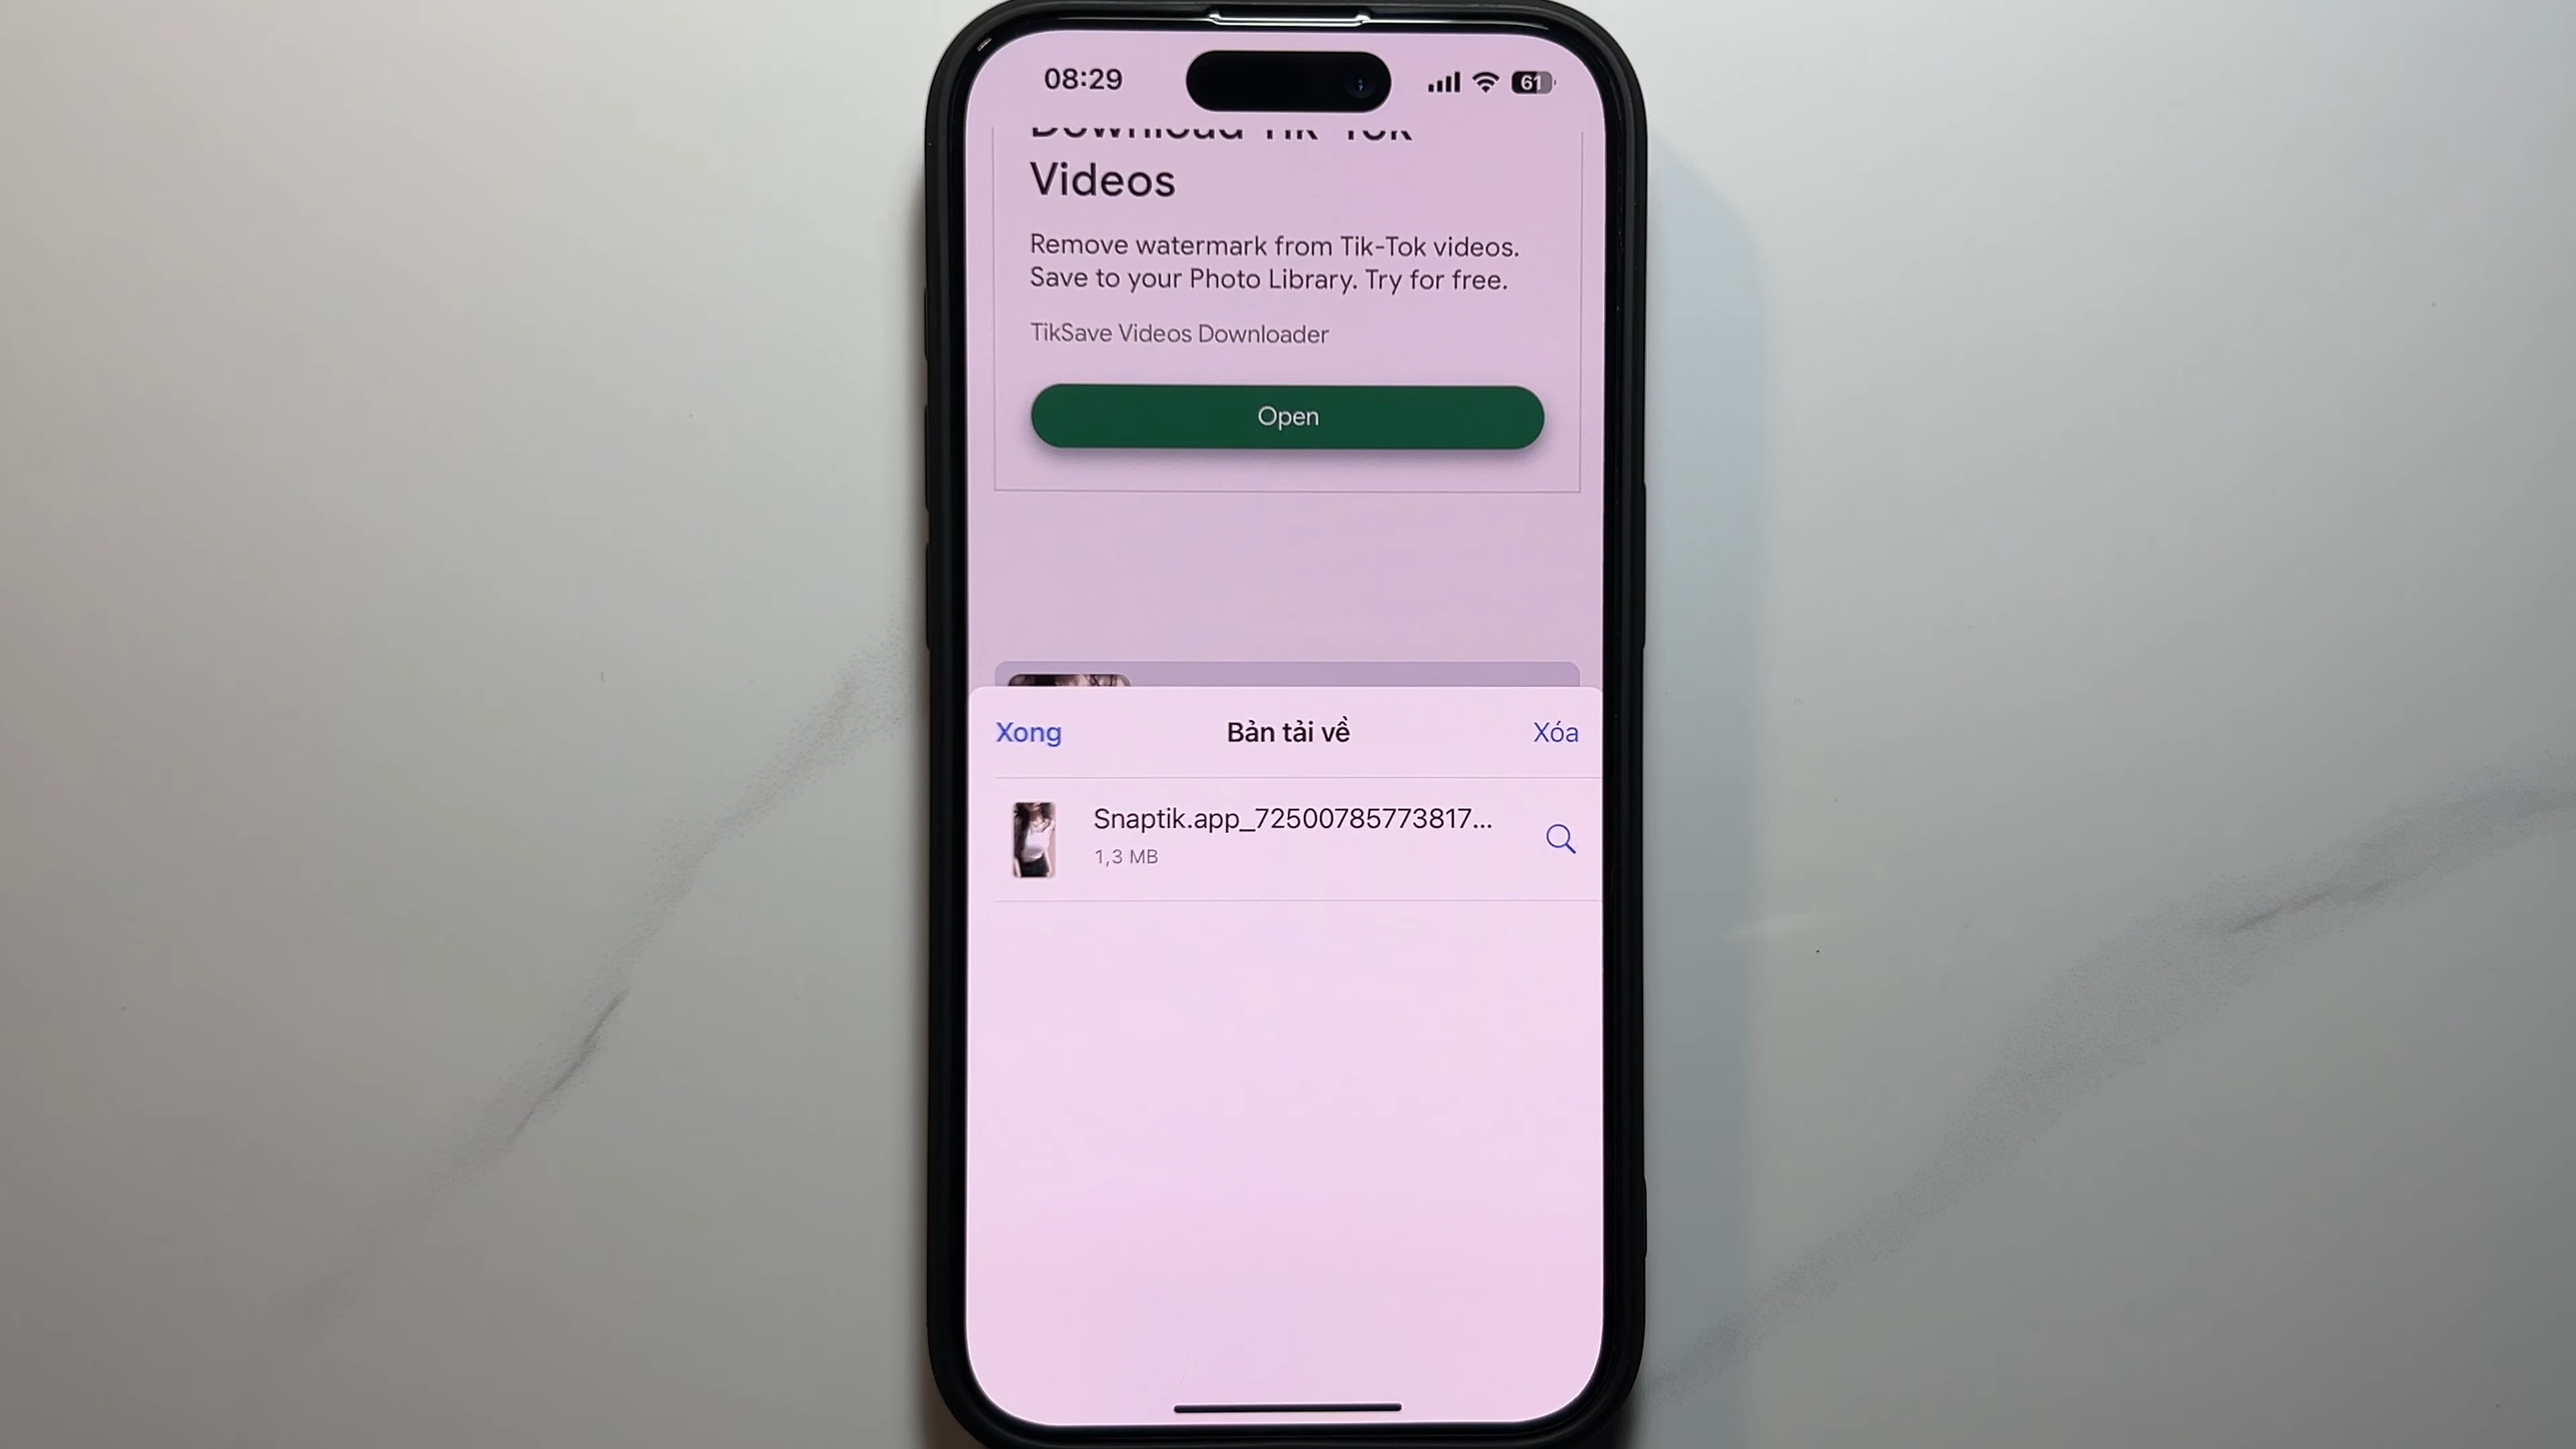 08:29
61
Download Tik-Tok
Videos
Remove watermark from Tik-Tok videos.
Save to your Photo Library. Try for free.
TikSave Videos Downloader
Open
Xong
Bản tải về
Xóa
Snaptik.app_72500785773817...
1,3 MB